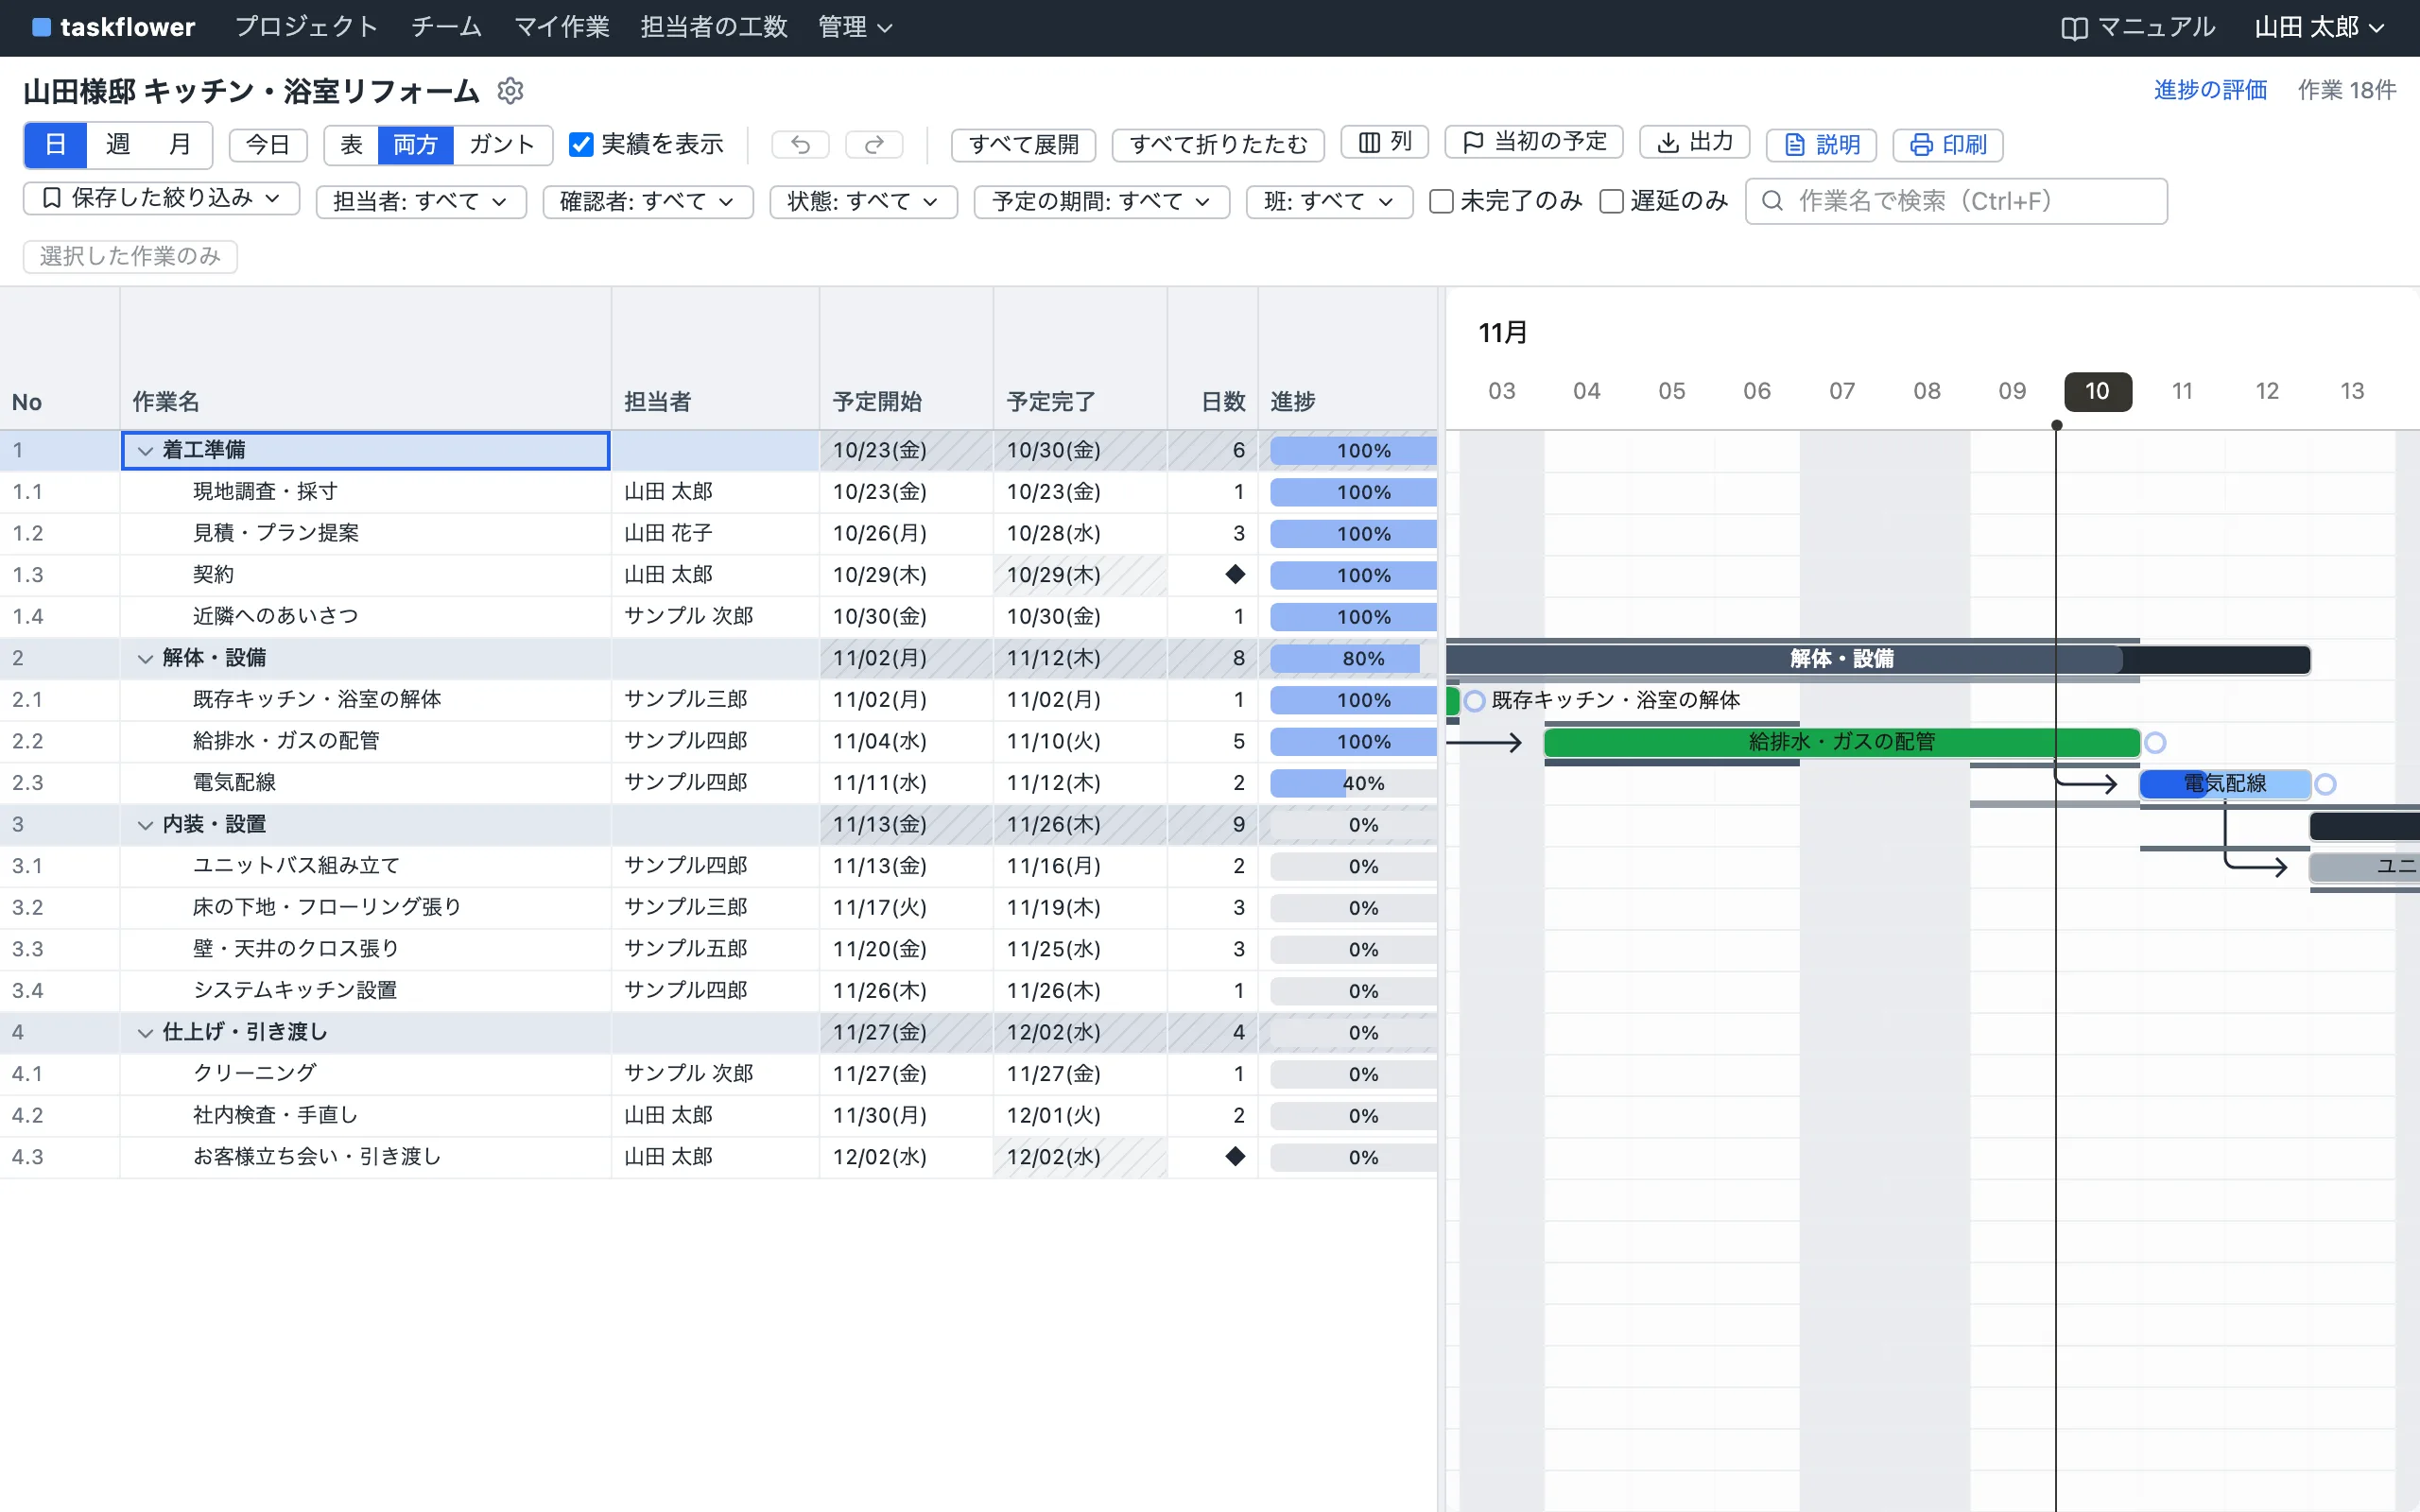 taskflower プロジェクト チーム マイ作業 担当者の工数 管理 マニュアル 山田 太郎
山田様邸 キッチン・浴室リフォーム 進捗の評価 作業 18件
日 週 月 今日 表 両方 ガント 実績を表示 すべて展開 すべて折りたたむ 列 当初の予定 出力 説明 印刷
保存した絞り込み 担当者: すべて 確認者: すべて 状態: すべて 予定の期間: すべて 班: すべて 未完了のみ 遅延のみ 作業名で検索（Ctrl+F）
選択した作業のみ
11月
No 作業名 担当者 予定開始 予定完了 日数 進捗 03 04 05 06 07 08 09 10 11 12 13
1 着工準備 10/23(金) 10/30(金) 6 100%
1.1 現地調査・採寸 山田 太郎 10/23(金) 10/23(金) 1 100%
1.2 見積・プラン提案 山田 花子 10/26(月) 10/28(水) 3 100%
1.3 契約 山田 太郎 10/29(木) 10/29(木) ◆ 100%
1.4 近隣へのあいさつ サンプル 次郎 10/30(金) 10/30(金) 1 100%
2 解体・設備 11/02(月) 11/12(木) 8 80% 解体・設備
2.1 既存キッチン・浴室の解体 サンプル三郎 11/02(月) 11/02(月) 1 100% 既存キッチン・浴室の解体
2.2 給排水・ガスの配管 サンプル四郎 11/04(水) 11/10(火) 5 100% 給排水・ガスの配管
2.3 電気配線 サンプル四郎 11/11(水) 11/12(木) 2 40% 電気配線
3 内装・設置 11/13(金) 11/26(木) 9 0%
3.1 ユニットバス組み立て サンプル四郎 11/13(金) 11/16(月) 2 0% ユニ
3.2 床の下地・フローリング張り サンプル三郎 11/17(火) 11/19(木) 3 0%
3.3 壁・天井のクロス張り サンプル五郎 11/20(金) 11/25(水) 3 0%
3.4 システムキッチン設置 サンプル四郎 11/26(木) 11/26(木) 1 0%
4 仕上げ・引き渡し 11/27(金) 12/02(水) 4 0%
4.1 クリーニング サンプル 次郎 11/27(金) 11/27(金) 1 0%
4.2 社内検査・手直し 山田 太郎 11/30(月) 12/01(火) 2 0%
4.3 お客様立ち会い・引き渡し 山田 太郎 12/02(水) 12/02(水) ◆ 0%